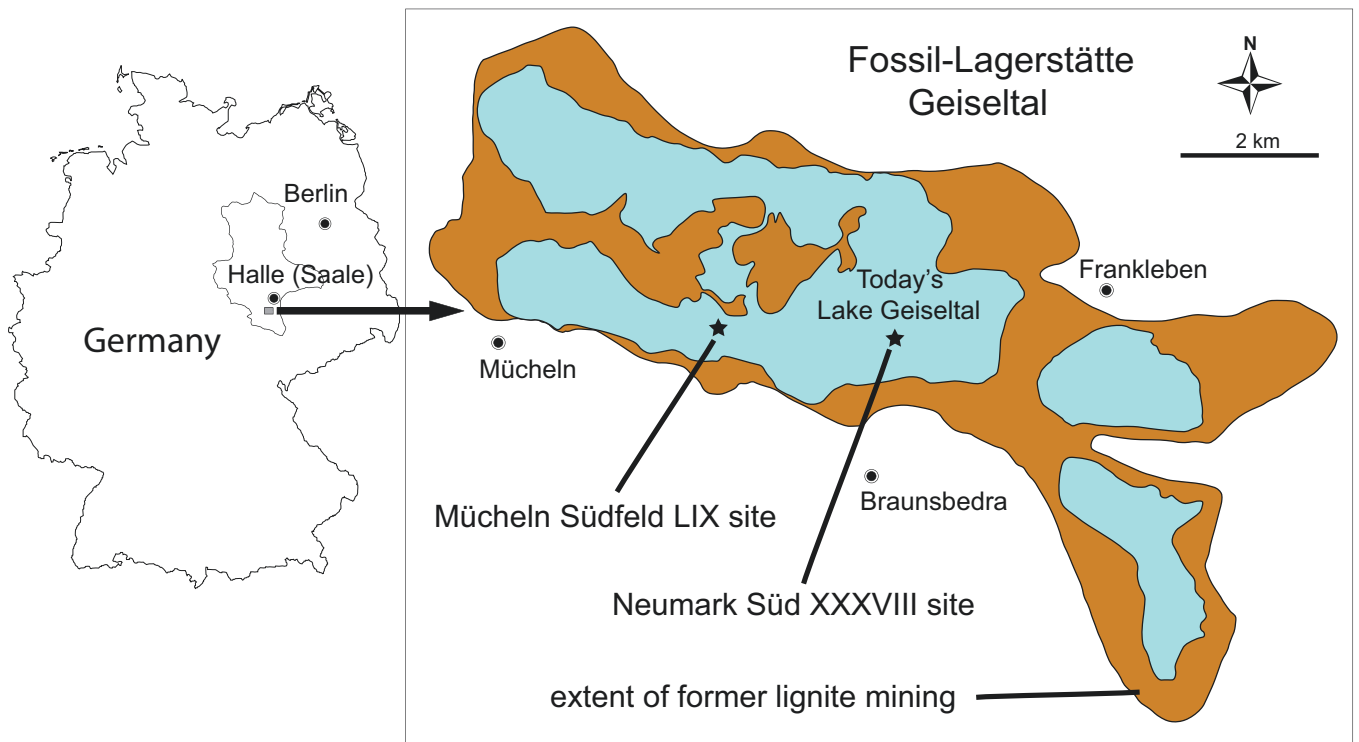 Berlin
Halle (Saale)
Germany
Fossil-Lagerstätte
Geiseltal
N
2 km
Frankleben
Today's
Lake Geiseltal
Mücheln
Braunsbedra
Mücheln Südfeld LIX site
Neumark Süd XXXVIII site
extent of former lignite mining